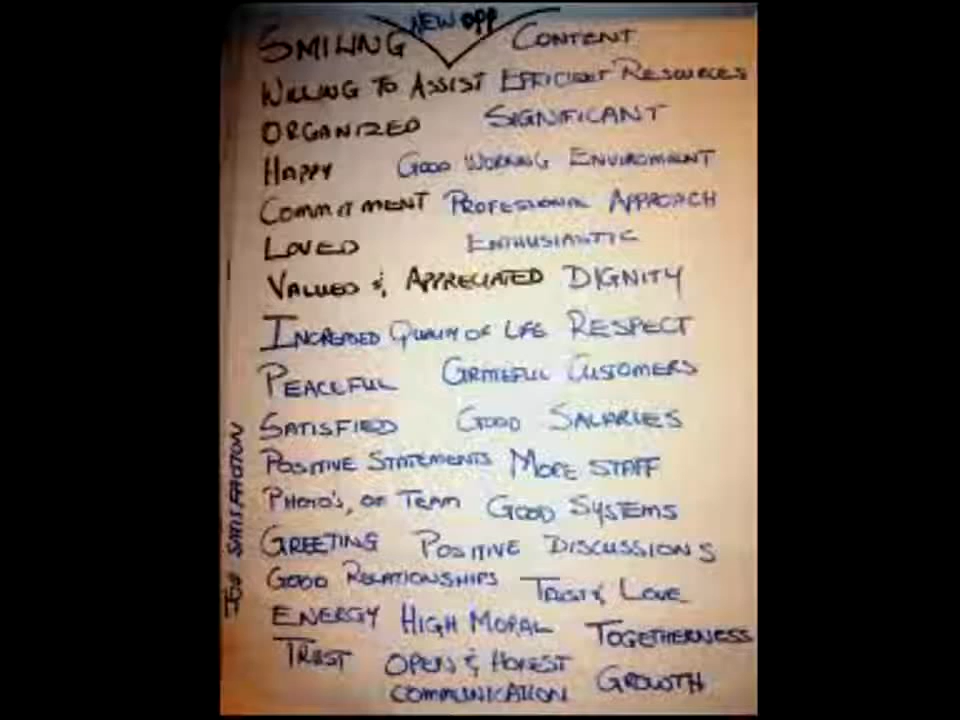 NEW OPP
SMILING CONTENT
WILLING TO ASSIST EFFICIENT RESOURCES
ORGANIZED SIGNIFICANT
HAPPY GOOD WORKING ENVIROMMENT
COMMITMENT PROFESIONAL APPROACH
LOVED ENTHUSIASTIC
VALUED & APPRECIATED DIGNITY
INCREASED QUALITY OF LIFE RESPECT
PEACEFUL GRATEFUL CUSTOMERS
SATISFIED GOOD SALARIES
POSITIVE STATEMENTS MORE STAFF
PHOTO'S, OF TEAM GOOD SYSTEMS
GREETING POSITIVE DISCUSSIONS
GOOD RELATIONSHIPS TRUST & LOVE
ENERGY HIGH MORAL TOGETHERNESS
TRUST OPEN & HONEST
COMMUNICATION GROWTH
JOB SATISFACTION